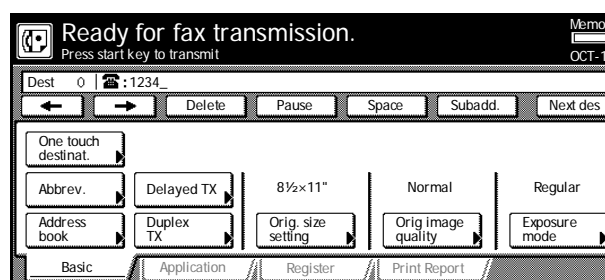 Ready for fax transmission.
Press start key to transmit
Memo
OCT-1
Dest 0 ☎:1234_
← → Delete Pause Space Subadd. Next des
One touch
destinat.
Abbrev. Delayed TX 8½×11" Normal Regular
Address
book
Duplex
TX
Orig. size
setting
Orig image
quality
Exposure
mode
Basic Application Register Print Report